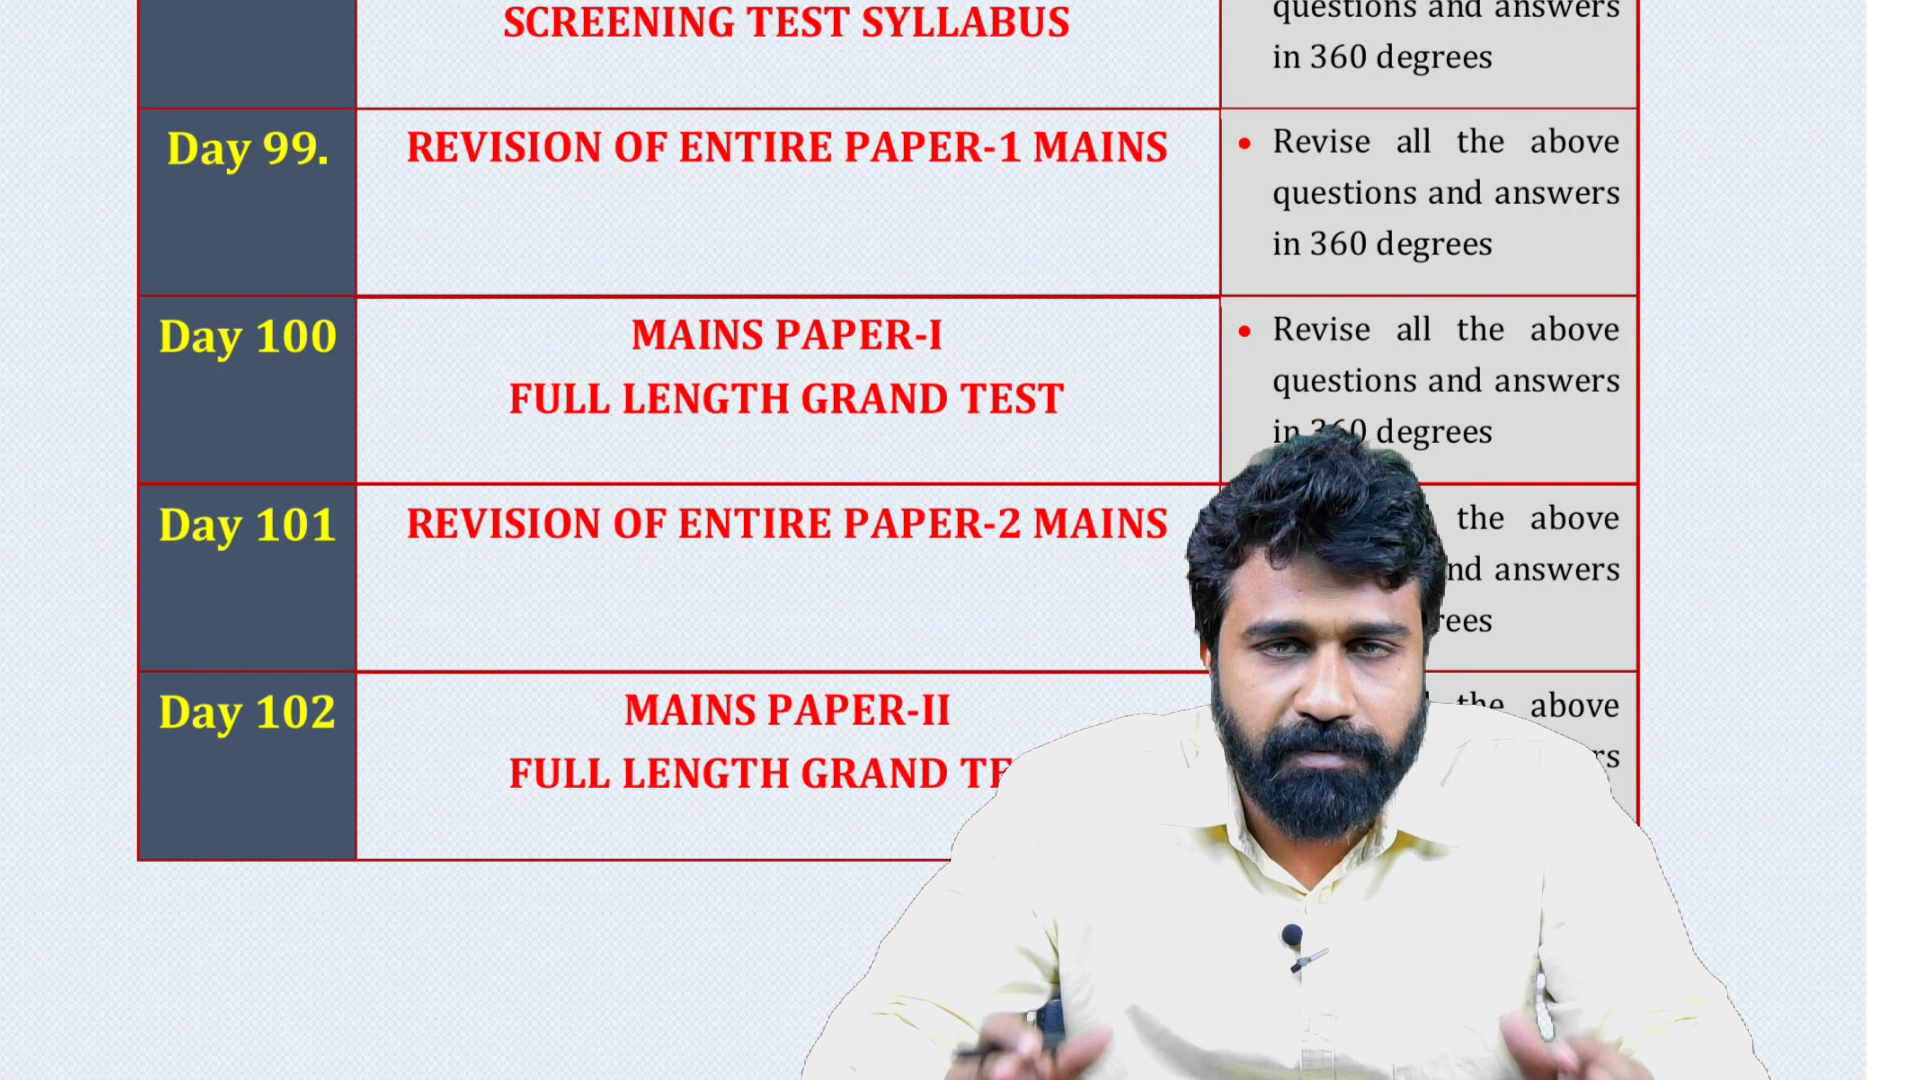 SCREENING TEST SYLLABUS
questions and answers
in 360 degrees
Day 99.
REVISION OF ENTIRE PAPER-1 MAINS
• Revise all the above
questions and answers
in 360 degrees
Day 100
MAINS PAPER-I
FULL LENGTH GRAND TEST
• Revise all the above
questions and answers
in 360 degrees
Day 101
REVISION OF ENTIRE PAPER-2 MAINS
the above
answers
Day 102
MAINS PAPER-II
FULL LENGTH GRAND
the above